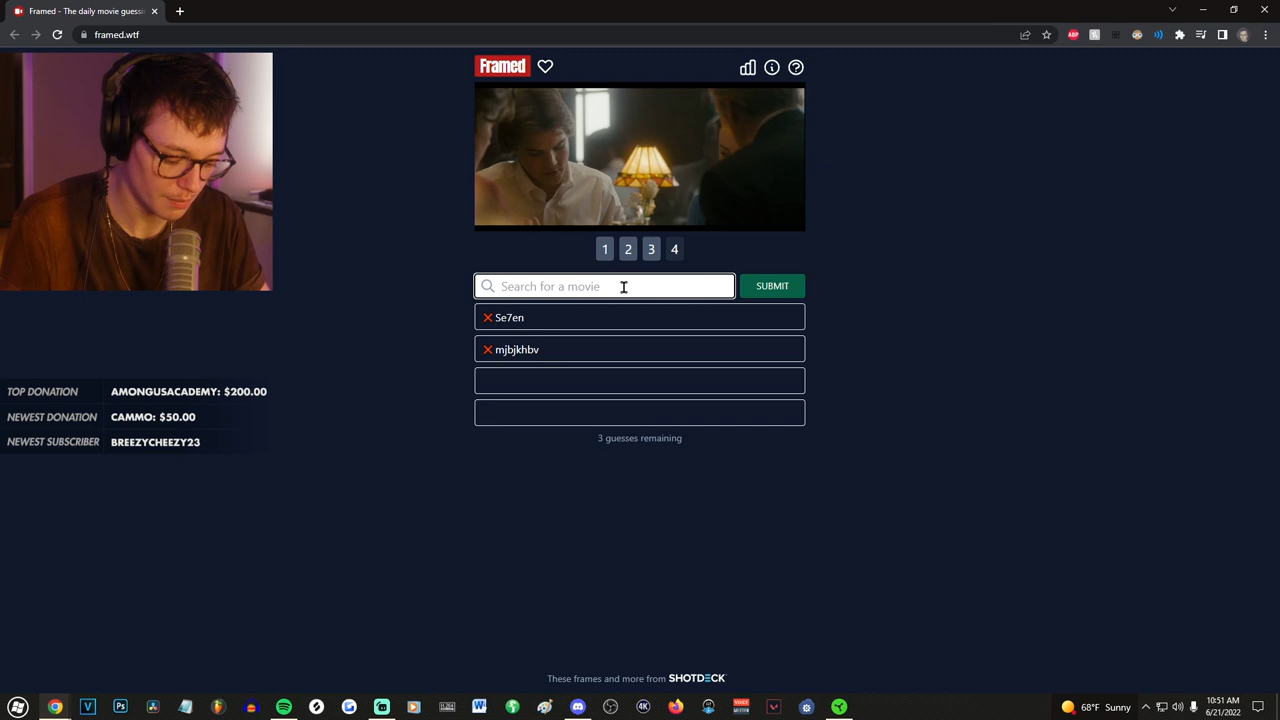 Framed - The daily movie guessi
framed.wtf
Framed
1 2 3 4
Search for a movie
SUBMIT
Se7en
mjbjkhbv
3 guesses remaining
TOP DONATION AMONGUSACADEMY: $200.00
NEWEST DONATION CAMMO: $50.00
NEWEST SUBSCRIBER BREEZYCHEEZY23
These frames and more from SHOTDECK
68°F Sunny
10:51 AM
6/21/2022